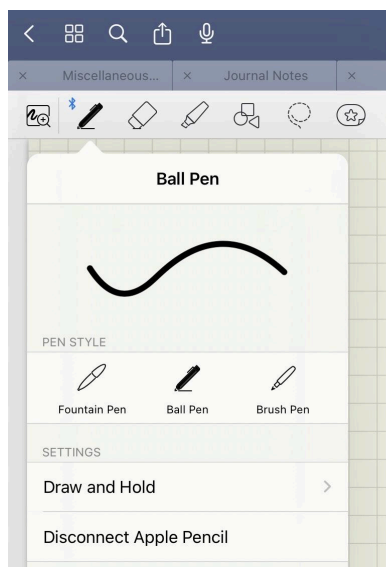 Miscellaneous... Journal Notes
Ball Pen
PEN STYLE
Fountain Pen Ball Pen Brush Pen
SETTINGS
Draw and Hold
Disconnect Apple Pencil